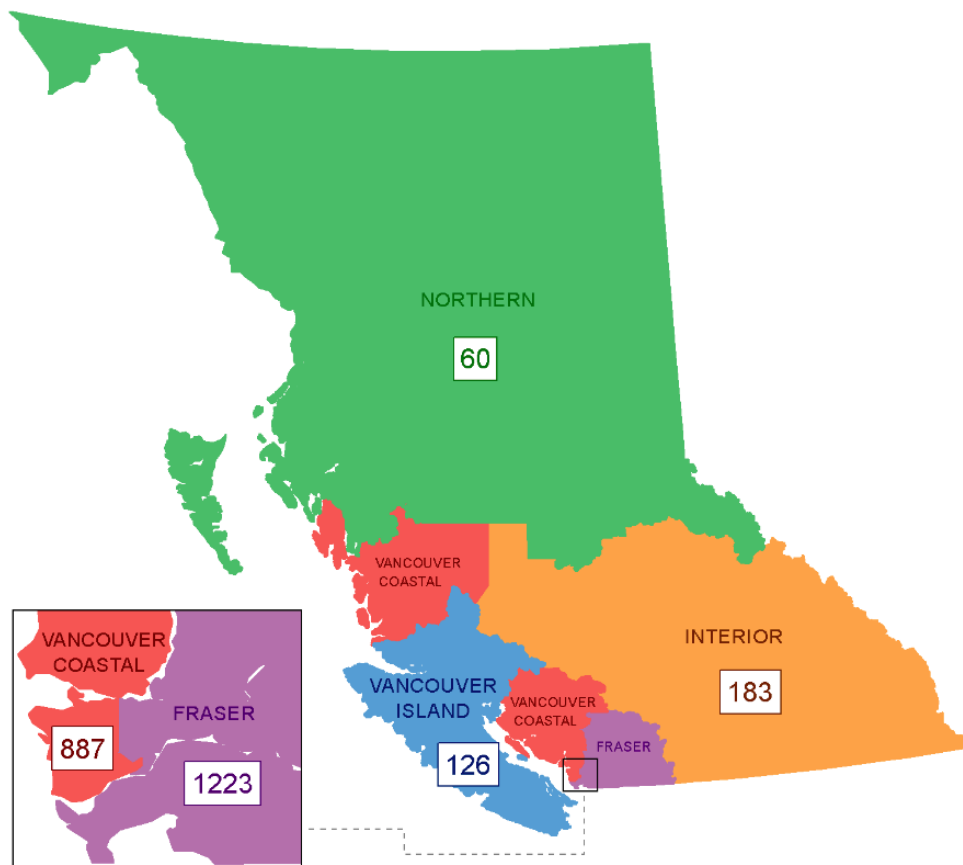 NORTHERN
60
VANCOUVER
COASTAL
INTERIOR
183
VANCOUVER
ISLAND
126
VANCOUVER
COASTAL
FRASER
VANCOUVER
COASTAL
887
FRASER
1223